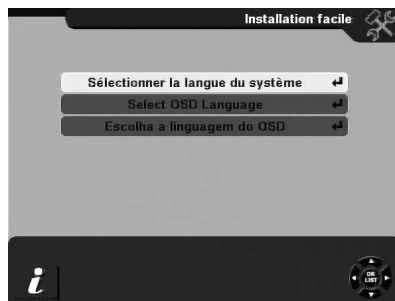 Installation facile
Sélectionner la langue du système
Select OSD Language
Escolha a linguagem do OSD
i
OK
LIST